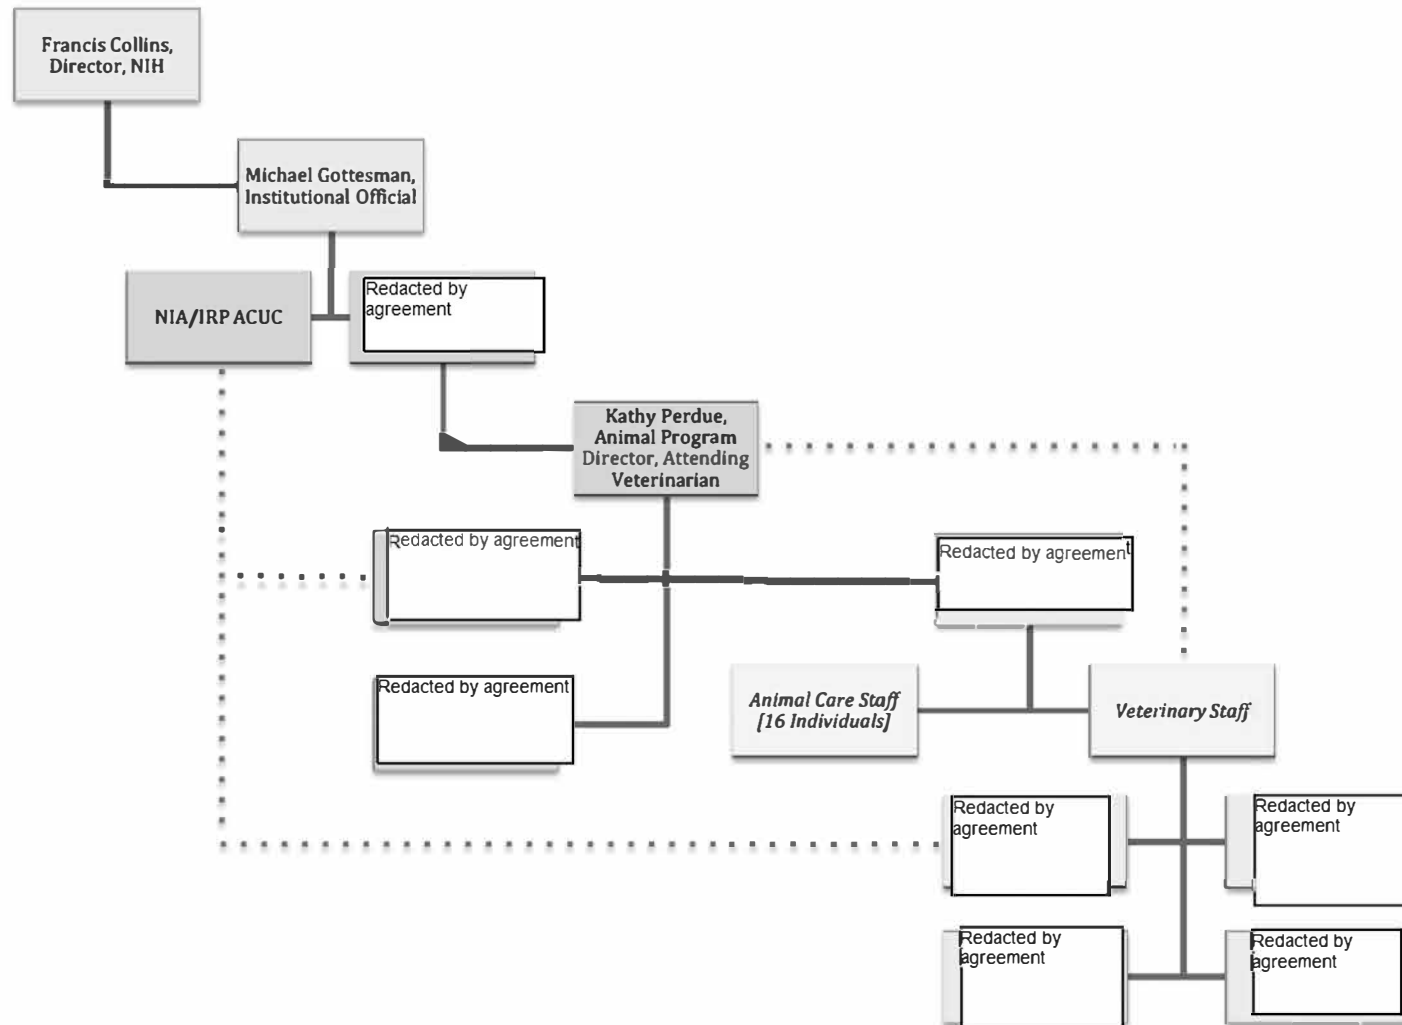 Francis Collins,
Director, NIH
Michael Gottesman,
Institutional Official
NIA/IRP ACUC
Redacted by
agreement
Kathy Perdue,
Animal Program
Director, Attending
Veterinarian
Redacted by agreement
Redacted by agreement
Redacted by agreement
Animal Care Staff
[16 Individuals]
Veterinary Staff
Redacted by
agreement
Redacted by
agreement
Redacted by
agreement
Redacted by
agreement